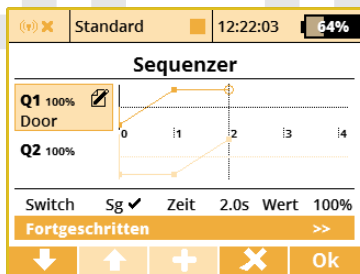 Standard 12:22:03 64%
Sequenzer
Q1 100%
Door
0 1 2 3 4
Q2 100%
Switch Sg ✔ Zeit 2.0s Wert 100%
Fortgeschritten >>
Ok